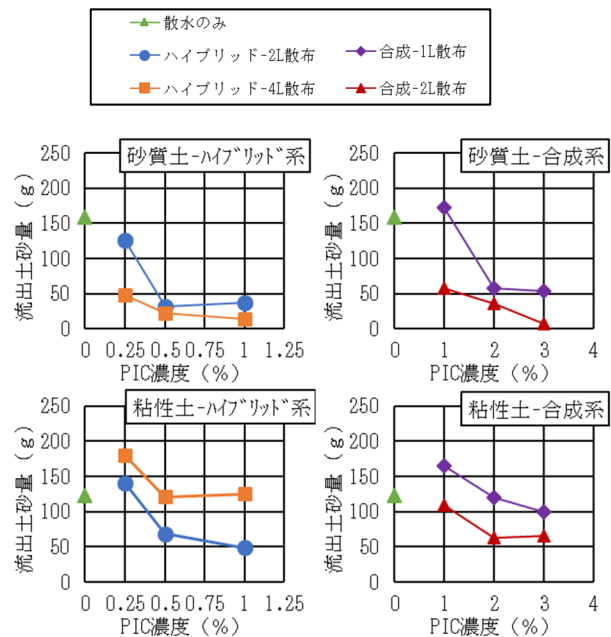 散水のみ
ハイブリッド-2L散布 合成-1L散布
ハイブリッド-4L散布 合成-2L散布
砂質土-ﾊｲﾌﾞﾘｯﾄﾞ系
流出土砂量（g）
250
200
150
100
50
0
0 0.25 0.5 0.75 1 1.25
PIC濃度（%）
砂質土-合成系
流出土砂量（g）
250
200
150
100
50
0
0 1 2 3 4
PIC濃度（%）
粘性土-ﾊｲﾌﾞﾘｯﾄﾞ系
流出土砂量（g）
250
200
150
100
50
0
0 0.25 0.5 0.75 1 1.25
PIC濃度（%）
粘性土-合成系
流出土砂量（g）
250
200
150
100
50
0
0 1 2 3 4
PIC濃度（%）